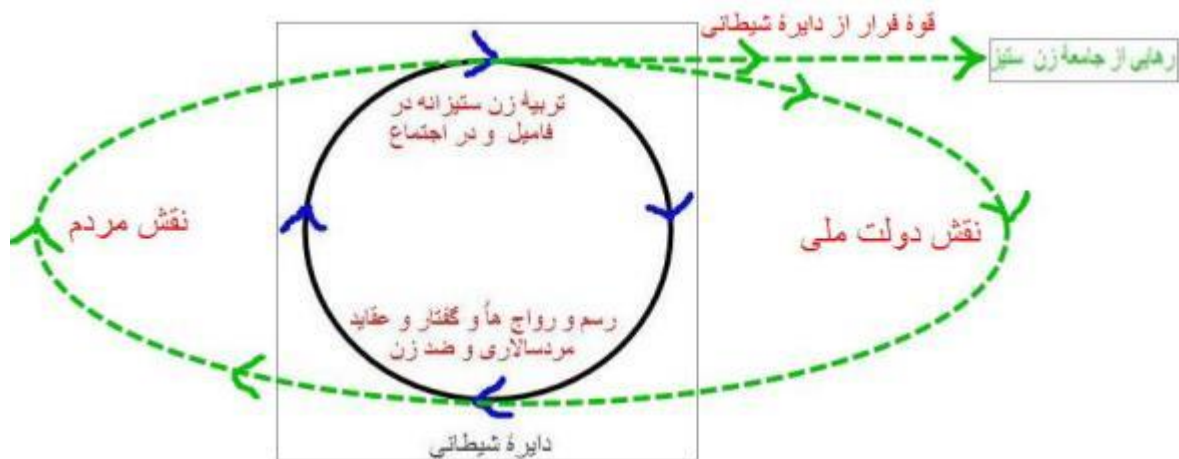 قوهٔ فرار از دایرهٔ شیطانی
رهایی از جامعهٔ زن ستیز
تربیهٔ زن ستیزانه در
فامیل و در اجتماع
نقش مردم
نقش دولت ملی
رسم و رواج هأ و گفتار و عقاید
مردسالاری و ضد زن
دایرهٔ شیطانی